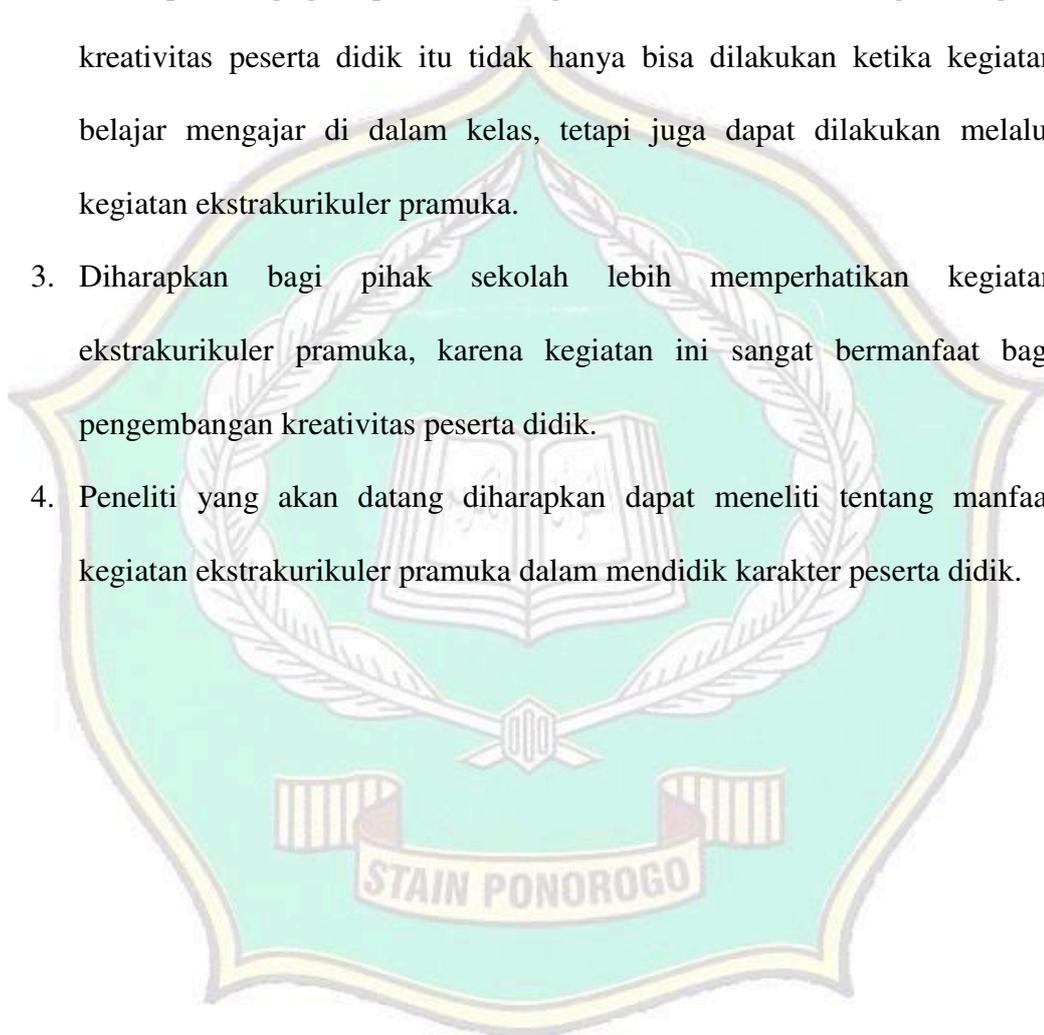 kreativitas peserta didik itu tidak hanya bisa dilakukan ketika kegiatan
belajar mengajar di dalam kelas, tetapi juga dapat dilakukan melalu
kegiatan ekstrakurikuler pramuka.
3. Diharapkan bagi pihak sekolah lebih memperhatikan kegiatan
ekstrakurikuler pramuka, karena kegiatan ini sangat bermanfaat bag
pengembangan kreativitas peserta didik.
4. Peneliti yang akan datang diharapkan dapat meneliti tentang manfaa
kegiatan ekstrakurikuler pramuka dalam mendidik karakter peserta didik.
STAIN PONOROGO